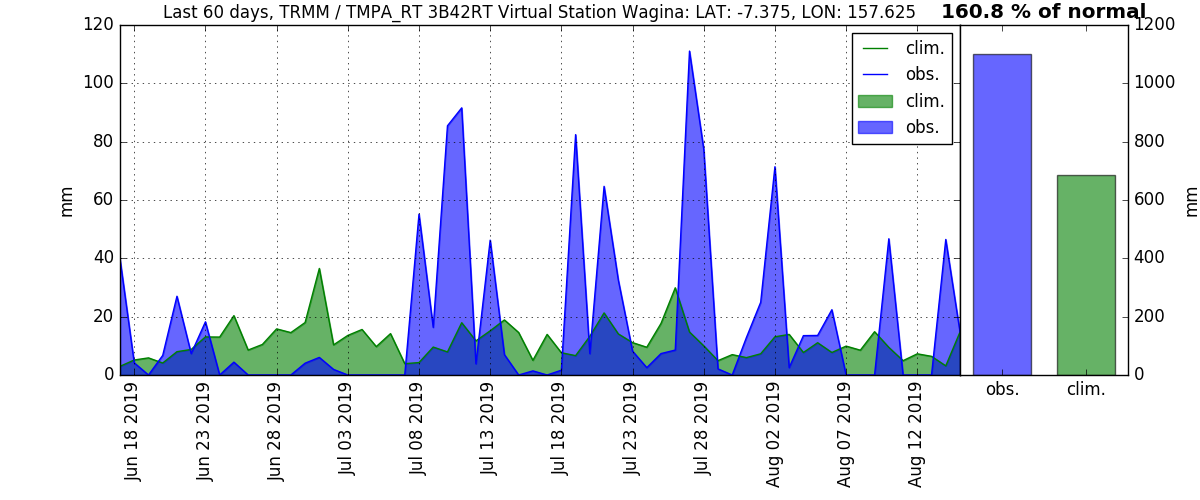 Last 60 days, TRMM / TMPA_RT 3B42RT Virtual Station Wagina: LAT: -7.375, LON: 157.625
160.8 % of normal
120
100
80
60
40
20
0
mm
clim.
obs.
clim.
obs.
1200
1000
800
600
400
200
0
mm
Jun 18 2019
Jun 23 2019
Jun 28 2019
Jul 03 2019
Jul 08 2019
Jul 13 2019
Jul 18 2019
Jul 23 2019
Jul 28 2019
Aug 02 2019
Aug 07 2019
Aug 12 2019
obs.
clim.